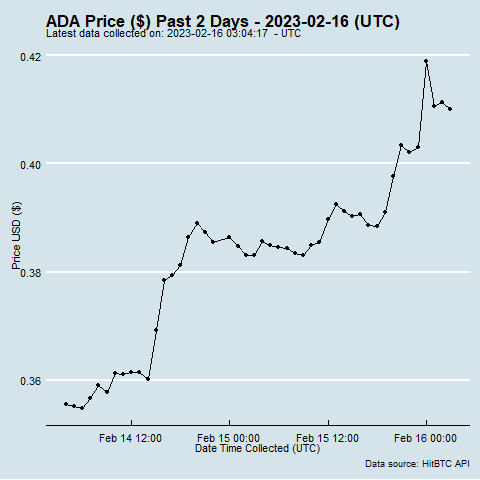 ADA Price ($) Past 2 Days - 2023-02-16 (UTC)
Latest data collected on: 2023-02-16 03:04:17 - UTC
0.42
0.40
0.38
0.36
Price USD ($)
Feb 14 12:00
Feb 15 00:00
Feb 15 12:00
Feb 16 00:00
Date Time Collected (UTC)
Data source: HitBTC API